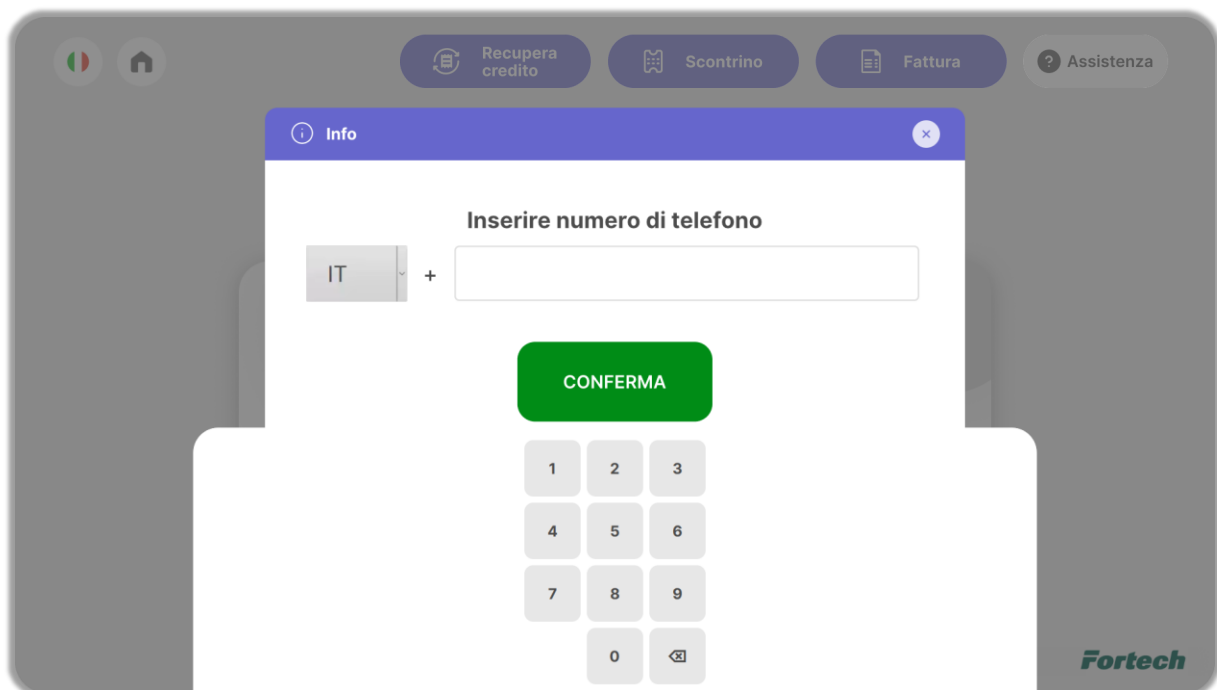 Recupera
credito
Scontrino
Fattura
? Assistenza
Info
Inserire numero di telefono
IT
+
CONFERMA
1 2 3
4 5 6
7 8 9
0
Fortech